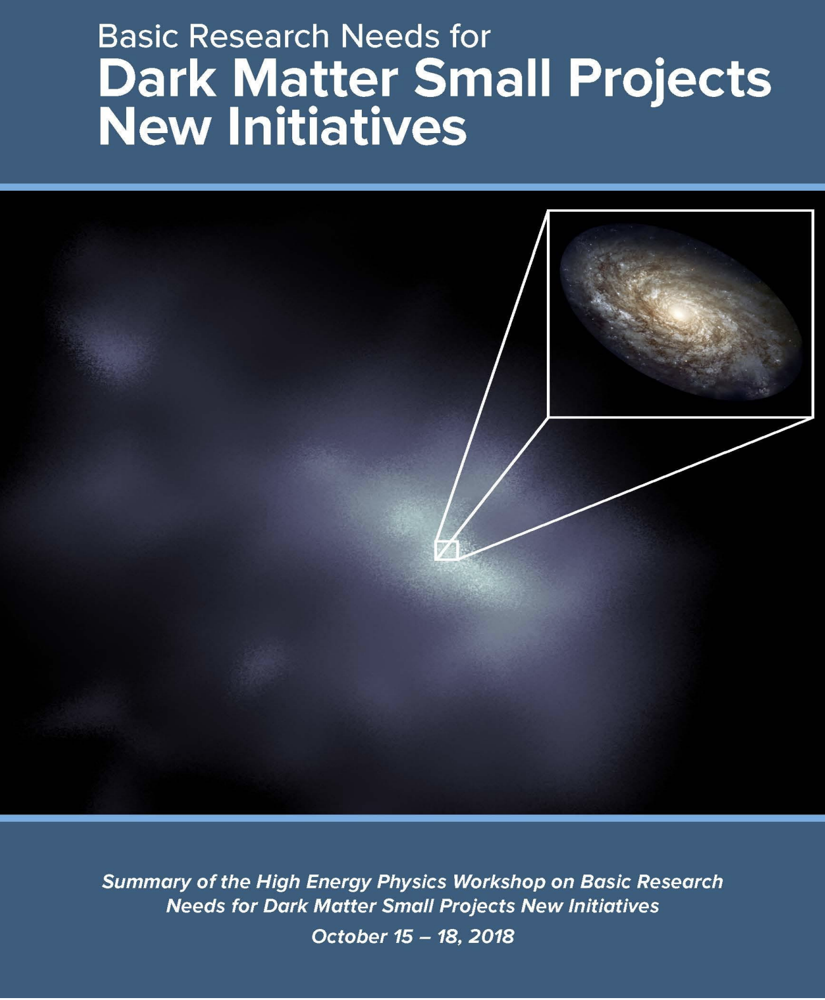 Basic Research Needs for
Dark Matter Small Projects
New Initiatives
Summary of the High Energy Physics Workshop on Basic Research
Needs for Dark Matter Small Projects New Initiatives
October 15 – 18, 2018